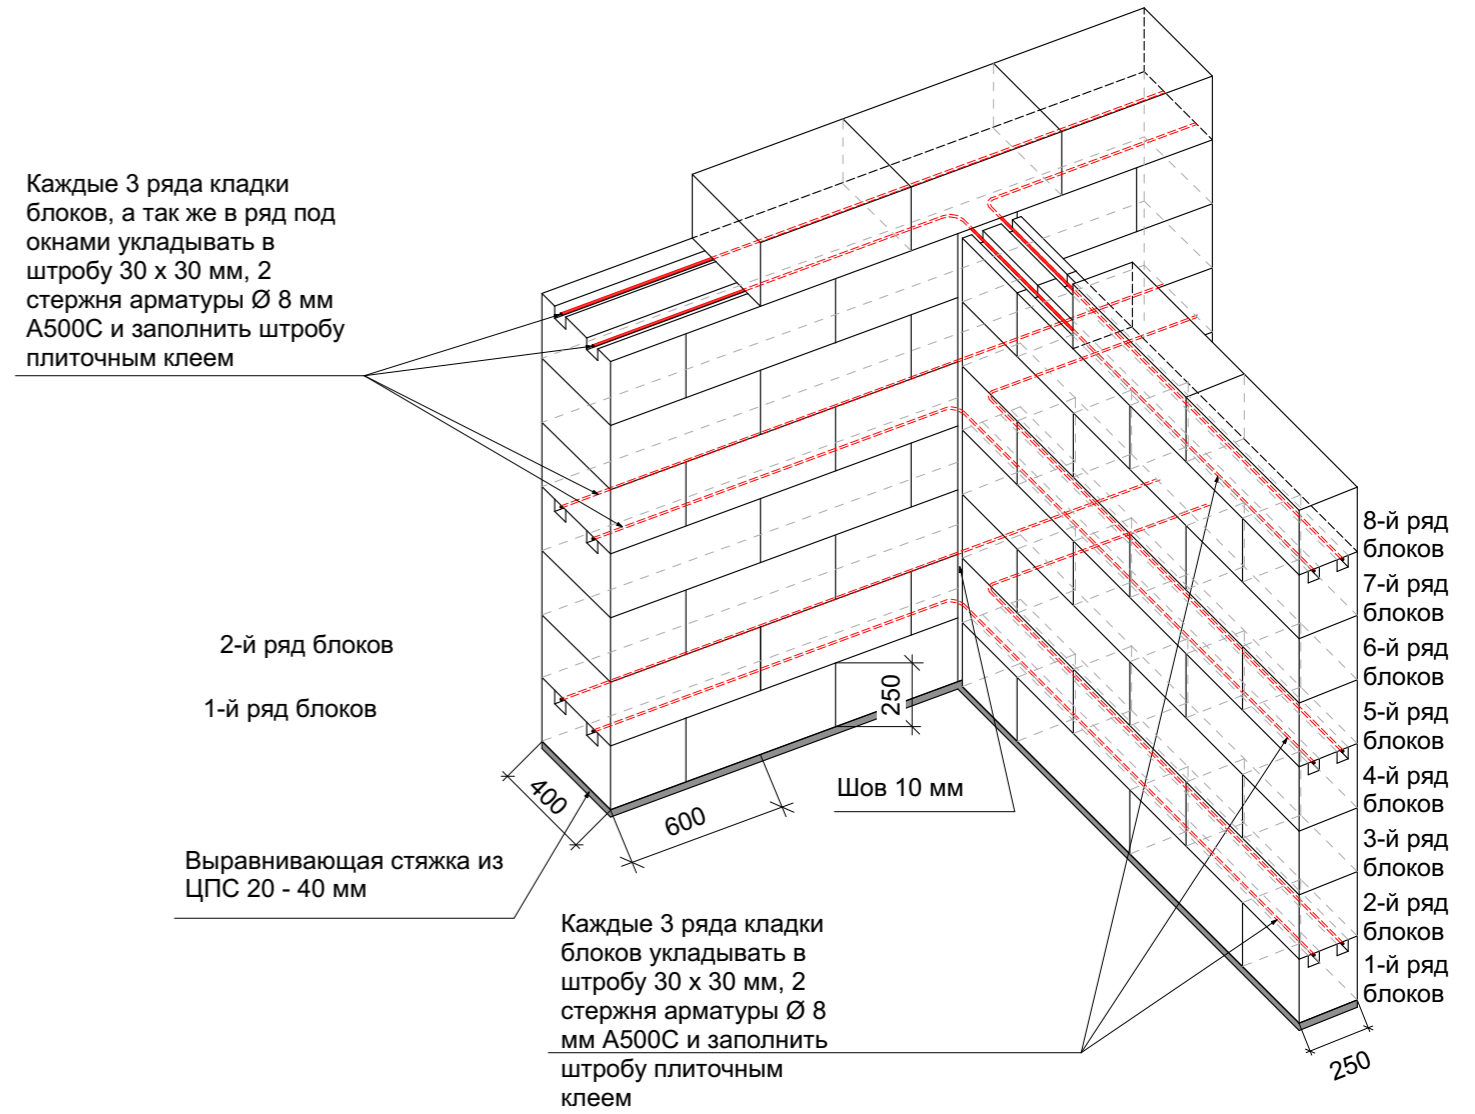 Каждые 3 ряда кладки
блоков, а так же в ряд под
окнами укладывать в
штробу 30 х 30 мм, 2
стержня арматуры Ø 8 мм
А500С и заполнить штробу
плиточным клеем
2-й ряд блоков
1-й ряд блоков
400
600
250
Шов 10 мм
Выравнивающая стяжка из
ЦПС 20 - 40 мм
Каждые 3 ряда кладки
блоков укладывать в
штробу 30 х 30 мм, 2
стержня арматуры Ø 8
мм А500С и заполнить
штробу плиточным
клеем
8-й ряд
блоков
7-й ряд
блоков
6-й ряд
блоков
5-й ряд
блоков
4-й ряд
блоков
3-й ряд
блоков
2-й ряд
блоков
1-й ряд
блоков
250